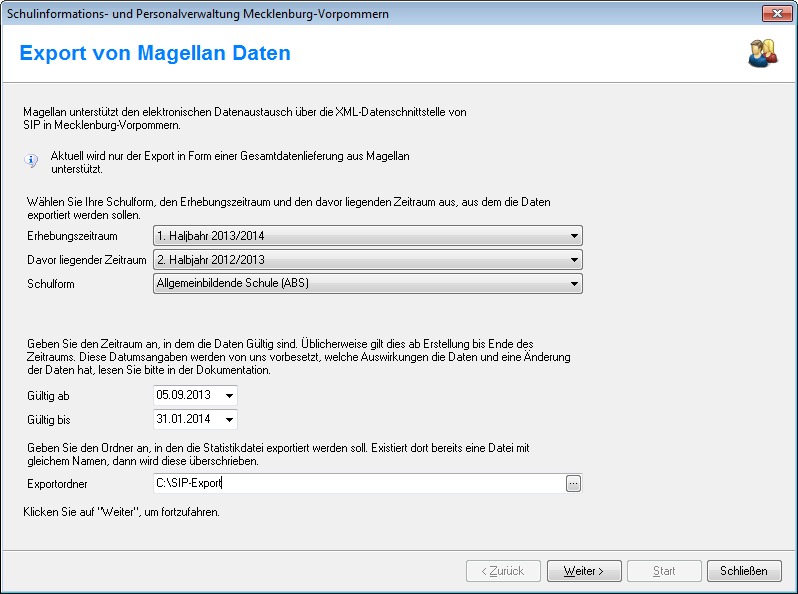 Schulinformations- und Personalverwaltung Mecklenburg-Vorpommern
Export von Magellan Daten
Magellan unterstützt den elektronischen Datenaustausch über die XML-Datenschnittstelle von
SIP in Mecklenburg-Vorpommern.
Aktuell wird nur der Export in Form einer Gesamtdatenlieferung aus Magellan
unterstützt.
Wählen Sie Ihre Schulform, den Erhebungszeitraum und den davor liegenden Zeitraum aus, aus dem die Daten
exportiert werden sollen.
Erhebungszeitraum 1. Haljbahr 2013/2014
Davor liegender Zeitraum 2. Halbjahr 2012/2013
Schulform Allgemeinbildende Schule (ABS)
Geben Sie den Zeitraum an, in dem die Daten Gültig sind. Üblicherweise gilt dies ab Erstellung bis Ende des
Zeitraums. Diese Datumsangaben werden von uns vorbesetzt, welche Auswirkungen die Daten und eine Änderung
der Daten hat, lesen Sie bitte in der Dokumentation.
Gültig ab 05.09.2013
Gültig bis 31.01.2014
Geben Sie den Ordner an, in den die Statistikdatei exportiert werden soll. Existiert dort bereits eine Datei mit
gleichem Namen, dann wird diese überschrieben.
Exportordner C:\SIP-Export ...
Klicken Sie auf "Weiter", um fortzufahren.
< Zurück Weiter > Start Schließen